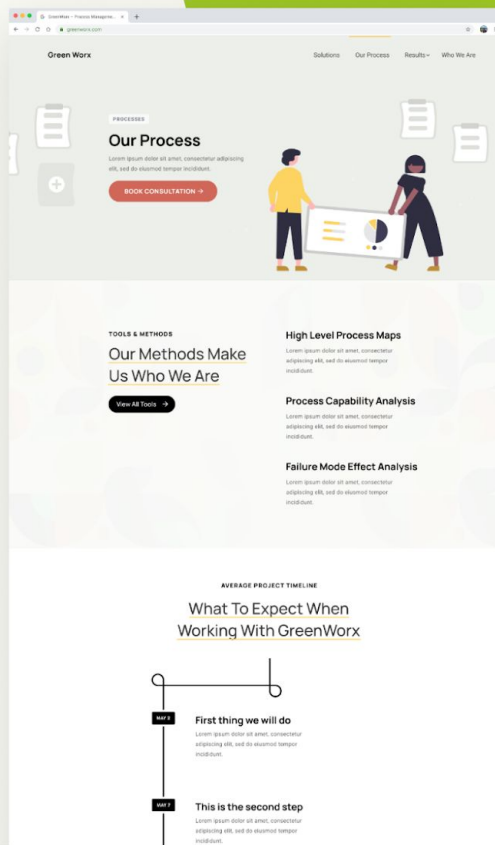 GreenWorx – Process Manageme...
greenworx.com
Green Worx
Solutions
Our Process
Results
Who We Are
PROCESSES
Our Process
Lorem ipsum dolor sit amet, consectetur adipiscing
elit, sed do eiusmod tempor incididunt.
BOOK CONSULTATION →
TOOLS & METHODS
Our Methods Make
Us Who We Are
View All Tools →
High Level Process Maps
Lorem ipsum dolor sit amet, consectetur
adipiscing elit, sed do eiusmod tempor
incididunt.
Process Capability Analysis
Lorem ipsum dolor sit amet, consectetur
adipiscing elit, sed do eiusmod tempor
incididunt.
Failure Mode Effect Analysis
Lorem ipsum dolor sit amet, consectetur
adipiscing elit, sed do eiusmod tempor
incididunt.
AVERAGE PROJECT TIMELINE
What To Expect When
Working With GreenWorx
First thing we will do
Lorem ipsum dolor sit amet, consectetur
adipiscing elit, sed do eiusmod tempor
incididunt.
MAY 7
This is the second step
Lorem ipsum dolor sit amet, consectetur
adipiscing elit, sed do eiusmod tempor
incididunt.